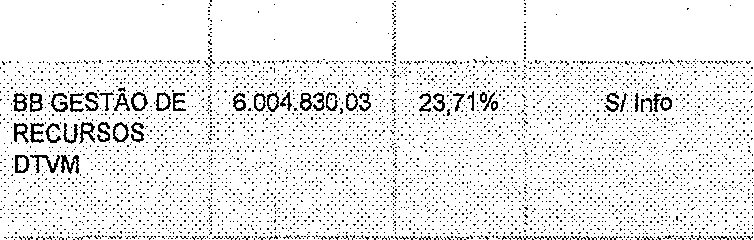 BB GESTÃO DE 6.004.830,03 23,71% S/ Info
RECURSOS
DTVM